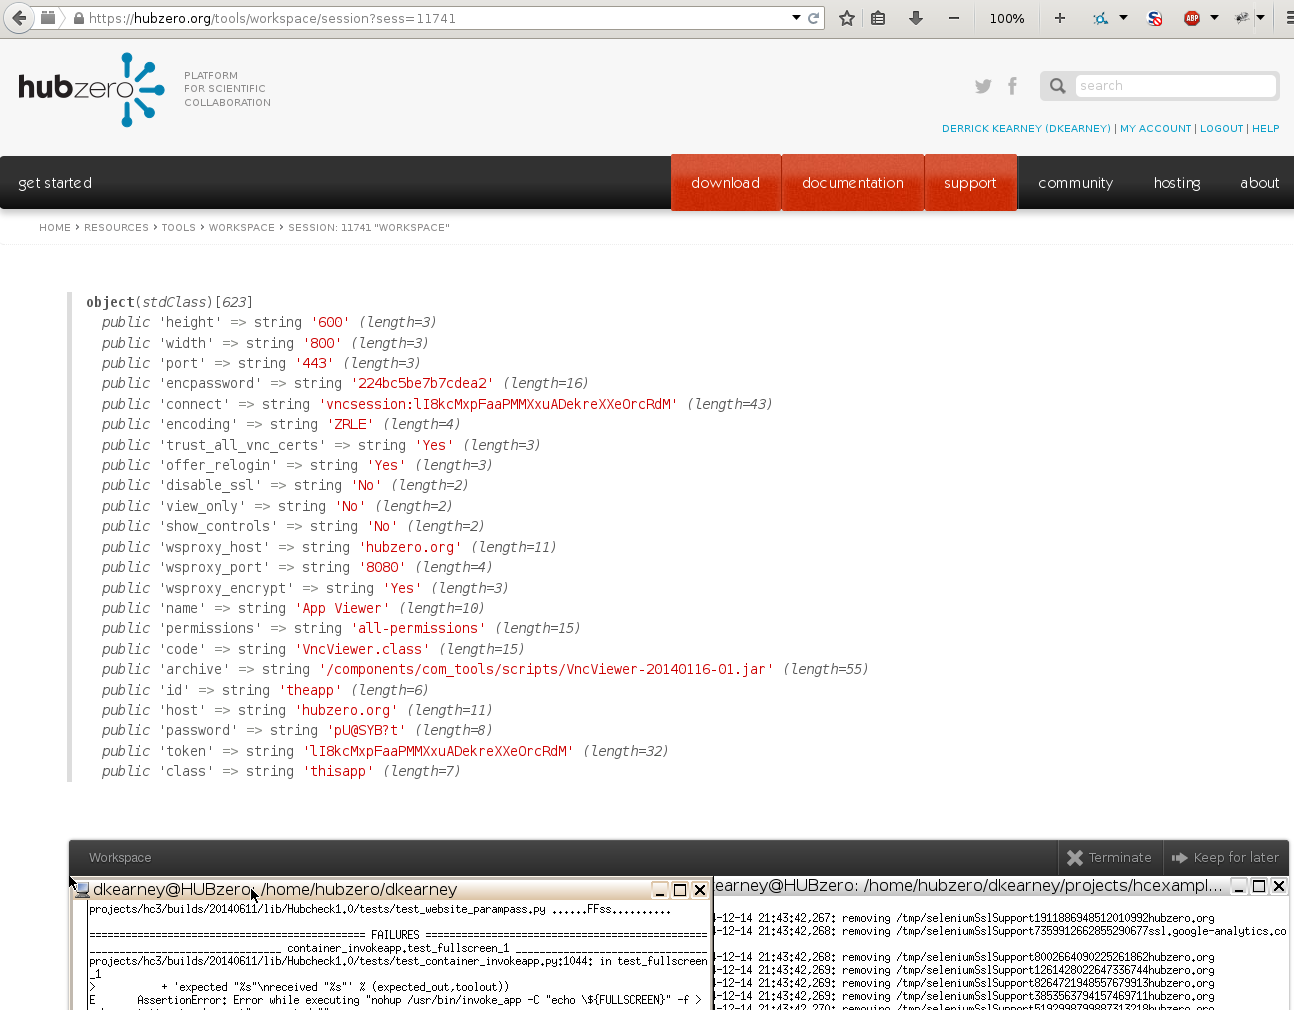 https://hubzero.org/tools/workspace/session?sess=11741
100%
ABP
hubzero
PLATFORM
FOR SCIENTIFIC
COLLABORATION
search
DERRICK KEARNEY (DKEARNEY) | MY ACCOUNT | LOGOUT | HELP
get started
download
documentation
support
community
hosting
about
HOME › RESOURCES › TOOLS › WORKSPACE › SESSION: 11741 "WORKSPACE"
object(stdClass)[623]
public 'height' => string '600' (length=3)
public 'width' => string '800' (length=3)
public 'port' => string '443' (length=3)
public 'encpassword' => string '224bc5be7b7cdea2' (length=16)
public 'connect' => string 'vncsession:lI8kcMxpFaaPMMXxuADekreXXeOrcRdM' (length=43)
public 'encoding' => string 'ZRLE' (length=4)
public 'trust_all_vnc_certs' => string 'Yes' (length=3)
public 'offer_relogin' => string 'Yes' (length=3)
public 'disable_ssl' => string 'No' (length=2)
public 'view_only' => string 'No' (length=2)
public 'show_controls' => string 'No' (length=2)
public 'wsproxy_host' => string 'hubzero.org' (length=11)
public 'wsproxy_port' => string '8080' (length=4)
public 'wsproxy_encrypt' => string 'Yes' (length=3)
public 'name' => string 'App Viewer' (length=10)
public 'permissions' => string 'all-permissions' (length=15)
public 'code' => string 'VncViewer.class' (length=15)
public 'archive' => string '/components/com_tools/scripts/VncViewer-20140116-01.jar' (length=55)
public 'id' => string 'theapp' (length=6)
public 'host' => string 'hubzero.org' (length=11)
public 'password' => string 'pU@SYB?t' (length=8)
public 'token' => string 'lI8kcMxpFaaPMMXxuADekreXXeOrcRdM' (length=32)
public 'class' => string 'thisapp' (length=7)
Workspace
Terminate
Keep for later
dkearney@HUBzero: /home/hubzero/dkearney
projects/hc3/builds/20140611/lib/Hubcheck1.0/tests/test_website_parampass.py ......FFss..........
=========================================== FAILURES ============================================
______________________________ container_invokeapp.test_fullscreen_1 ______________________________
projects/hc3/builds/20140611/lib/Hubcheck1.0/tests/test_container_invokeapp.py:1044: in test_fullscreen
_1
> + 'expected "%s"\nreceived "%s"' % (expected_out,toolout))
E AssertionError: Error while executing "nohup /usr/bin/invoke_app -C "echo \${FULLSCREEN}" -f >
earney@HUBzero: /home/hubzero/dkearney/projects/hcexampl...
-12-14 21:43:42,267: removing /tmp/seleniumSslSupport1911886948512010992hubzero.org
-12-14 21:43:42,268: removing /tmp/seleniumSslSupport7359912662855290677ssl.google-analytics.co
-12-14 21:43:42,268: removing /tmp/seleniumSslSupport8002664090225261862hubzero.org
-12-14 21:43:42,268: removing /tmp/seleniumSslSupport1261428022647336744hubzero.org
-12-14 21:43:42,269: removing /tmp/seleniumSslSupport8264721948557679913hubzero.org
-12-14 21:43:42,269: removing /tmp/seleniumSslSupport3853563794157469711hubzero.org
-12-14 21:43:42,270: removing